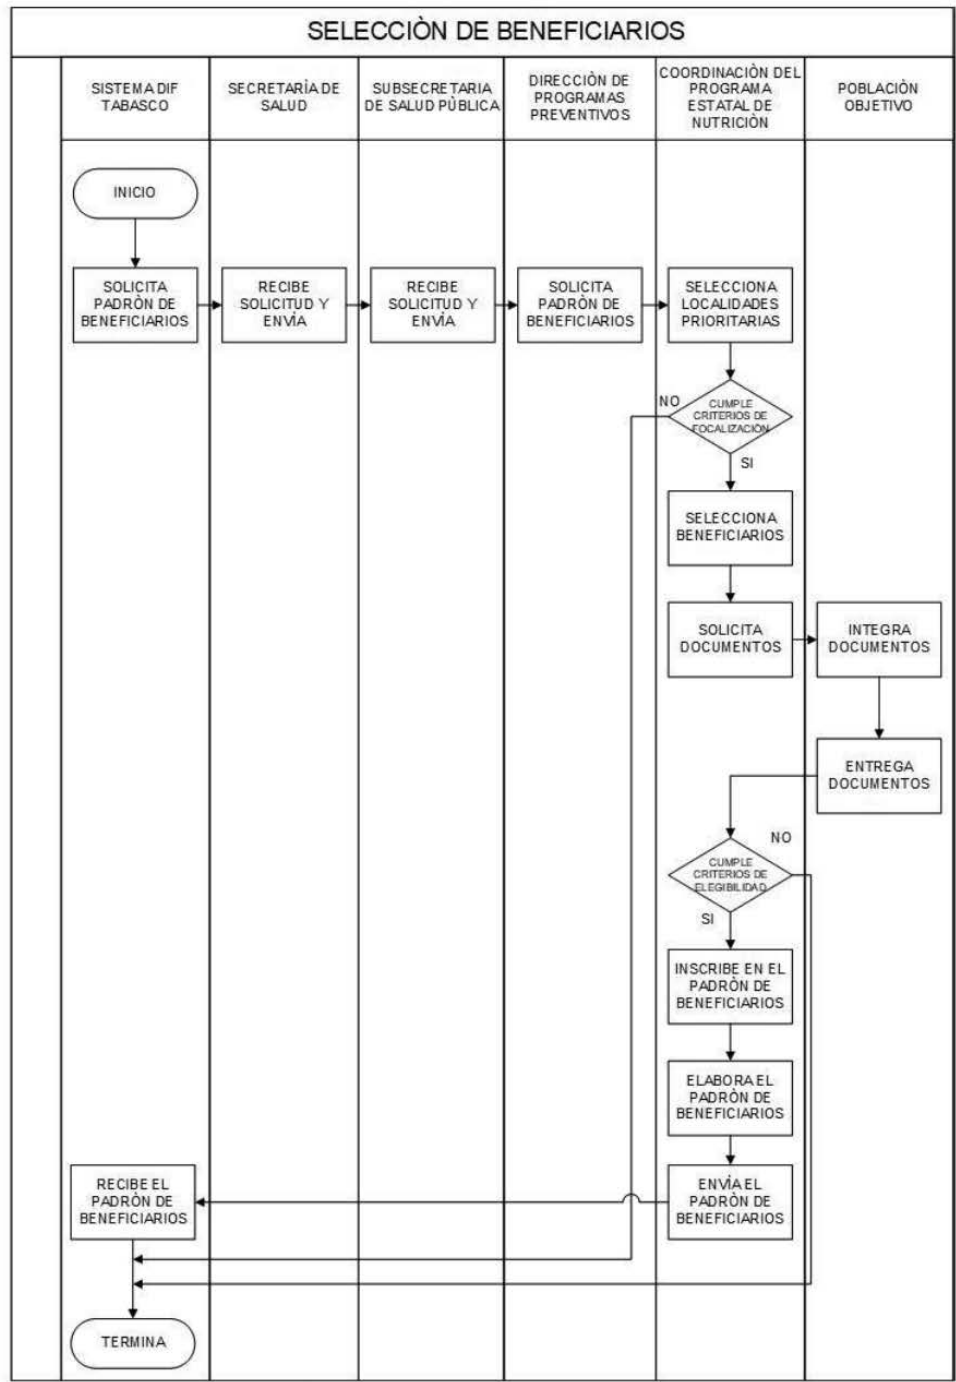 SELECCIÒN DE BENEFICIARIOS
SISTEMA DIF
TABASCO
SECRETARÍA DE
SALUD
SUBSECRETARIA
DE SALUD PÙBLICA
DIRECCIÒN DE
PROGRAMAS
PREVENTIVOS
COORDINACIÒN DEL
PROGRAMA
ESTATAL DE
NUTRICIÒN
POBLACIÒN
OBJETIVO
INICIO
SOLICITA
PADRÒN DE
BENEFICIARIOS
RECIBE
SOLICITUD Y
ENVÍA
RECIBE
SOLICITUD Y
ENVÍA
SOLICITA
PADRÒN DE
BENEFICIARIOS
SELECCIONA
LOCALIDADES
PRIORITARIAS
NO
CUMPLE
CRITERIOS DE
FOCALIZACIÒN
SI
SELECCIONA
BENEFICIARIOS
SOLICITA
DOCUMENTOS
INTEGRA
DOCUMENTOS
ENTREGA
DOCUMENTOS
NO
CUMPLE
CRITERIOS DE
ELEGIBILIDAD
SI
INSCRIBE EN EL
PADRÒN DE
BENEFICIARIOS
ELABORA EL
PADRÒN DE
BENEFICIARIOS
RECIBE EL
PADRÒN DE
BENEFICIARIOS
ENVÍA EL
PADRÒN DE
BENEFICIARIOS
TERMINA